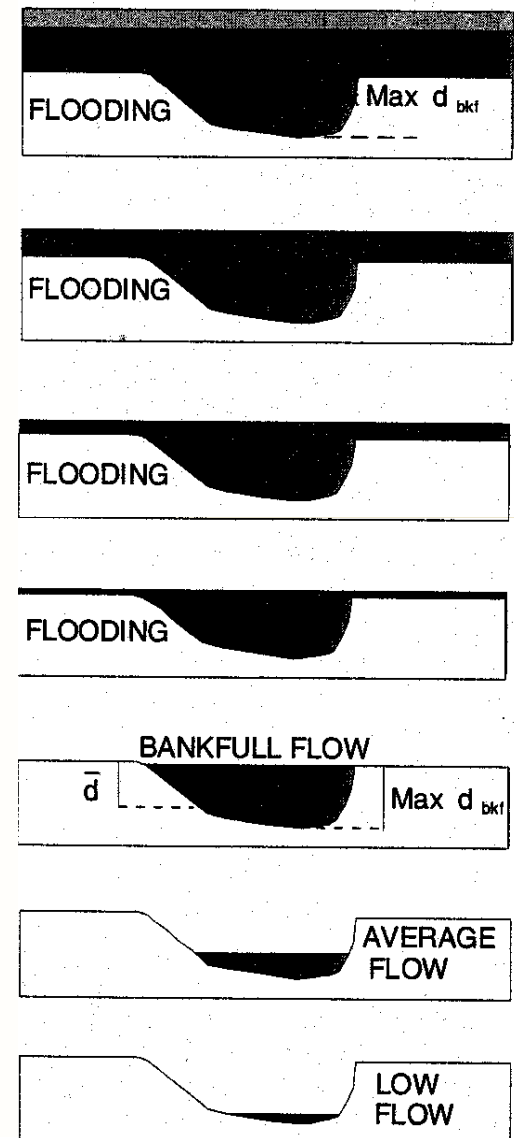 FLOODING
Max d bkf
FLOODING
FLOODING
FLOODING
BANKFULL FLOW
d̅
Max d bkf
AVERAGE
FLOW
LOW
FLOW